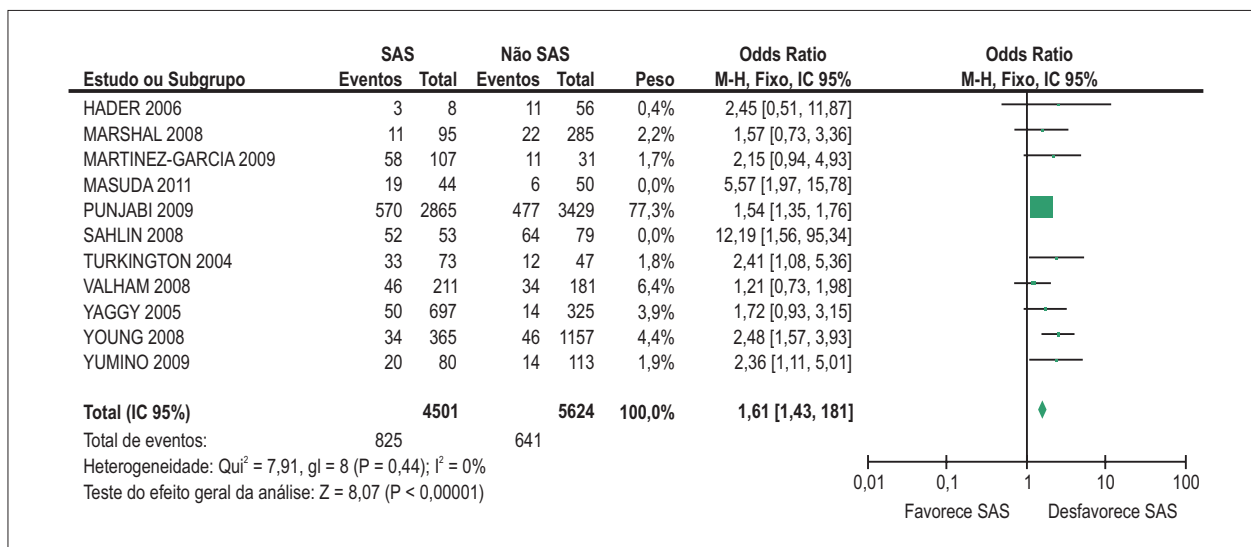 SAS Não SAS Odds Ratio Odds Ratio
Estudo ou Subgrupo Eventos Total Eventos Total Peso M-H, Fixo, IC 95% M-H, Fixo, IC 95%
HADER 2006 3 8 11 56 0,4% 2,45 [0,51, 11,87]
MARSHAL 2008 11 95 22 285 2,2% 1,57 [0,73, 3,36]
MARTINEZ-GARCIA 2009 58 107 11 31 1,7% 2,15 [0,94, 4,93]
MASUDA 2011 19 44 6 50 0,0% 5,57 [1,97, 15,78]
PUNJABI 2009 570 2865 477 3429 77,3% 1,54 [1,35, 1,76]
SAHLIN 2008 52 53 64 79 0,0% 12,19 [1,56, 95,34]
TURKINGTON 2004 33 73 12 47 1,8% 2,41 [1,08, 5,36]
VALHAM 2008 46 211 34 181 6,4% 1,21 [0,73, 1,98]
YAGGY 2005 50 697 14 325 3,9% 1,72 [0,93, 3,15]
YOUNG 2008 34 365 46 1157 4,4% 2,48 [1,57, 3,93]
YUMINO 2009 20 80 14 113 1,9% 2,36 [1,11, 5,01]
Total (IC 95%) 4501 5624 100,0% 1,61 [1,43, 181]
Total de eventos: 825 641
Heterogeneidade: Qui² = 7,91, gl = 8 (P = 0,44); I² = 0%
Teste do efeito geral da análise: Z = 8,07 (P < 0,00001)
0,01 0,1 1 10 100
Favorece SAS Desfavorece SAS